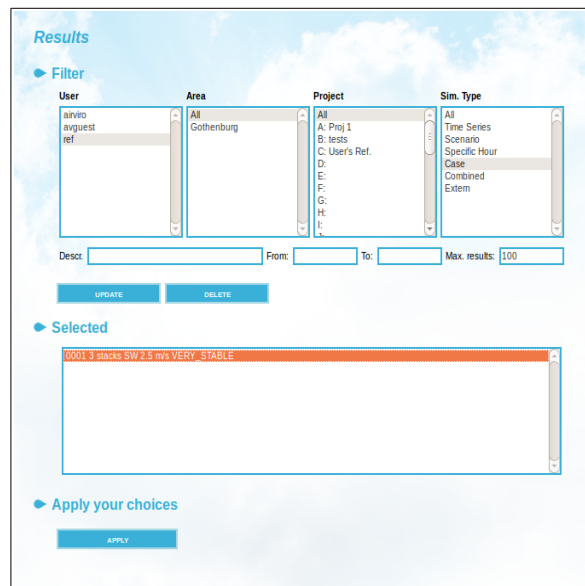 Results
Filter
User Area Project Sim. Type
airviro All All All
avguest Gothenburg A: Proj 1 Time Series
ref B: tests Scenario
C: User's Ref. Specific Hour
D: Case
E: Combined
F: Extern
G:
H:
I:
Descr. From: To: Max. results: 100
UPDATE DELETE
Selected
0001 3 stacks SW 2.5 m/s VERY_STABLE
Apply your choices
APPLY